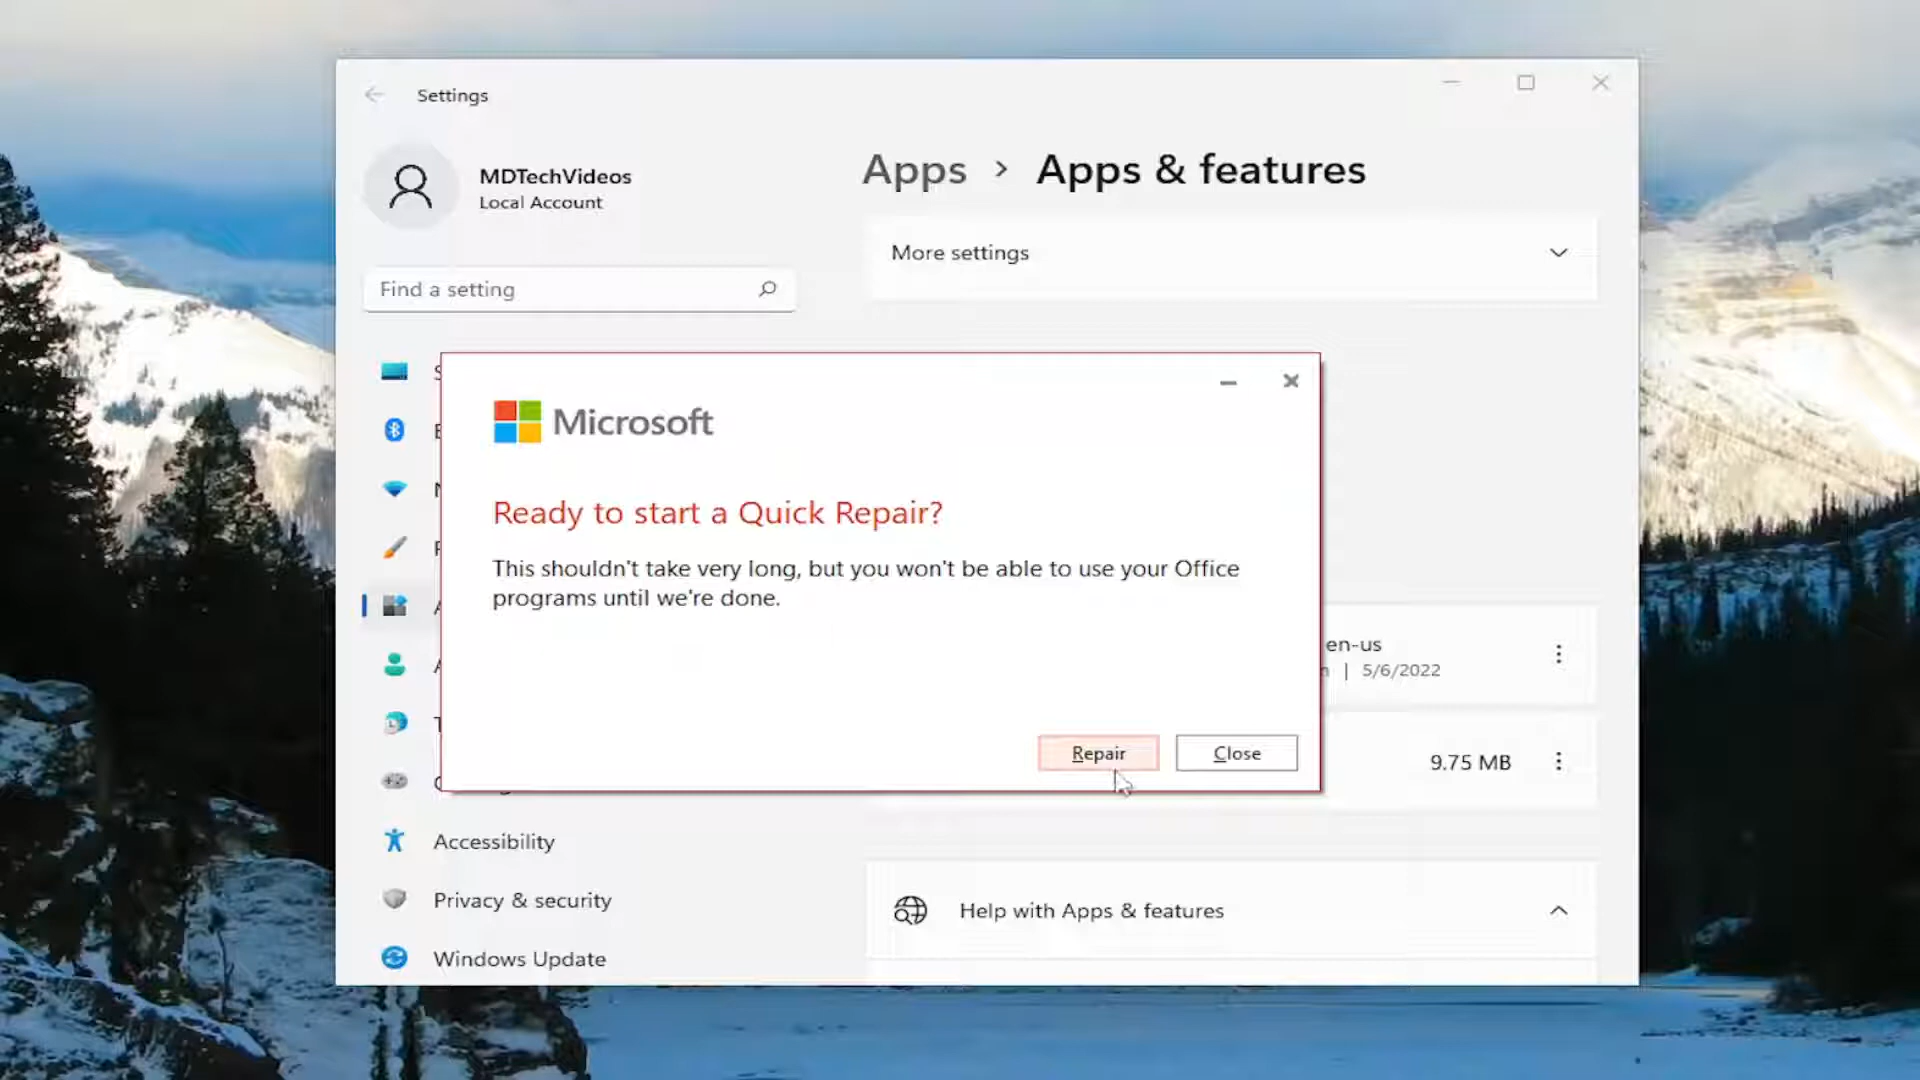 Settings
MDTechVideos
Local Account
Find a setting
Apps > Apps & features
More settings
Microsoft
Ready to start a Quick Repair?
This shouldn't take very long, but you won't be able to use your Office
programs until we're done.
Repair
Close
en-us
| 5/6/2022
9.75 MB
Accessibility
Privacy & security
Windows Update
Help with Apps & features